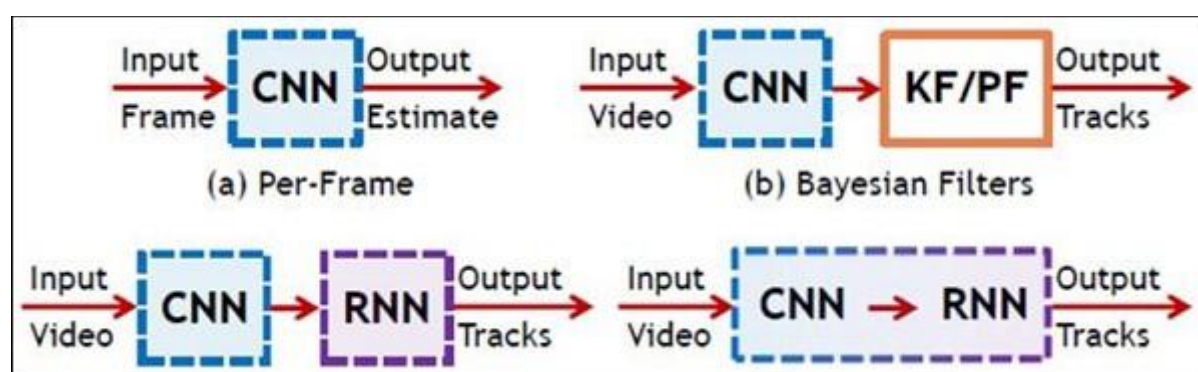 Input Frame CNN Output Estimate
(a) Per-Frame
Input Video CNN KF/PF Output Tracks
(b) Bayesian Filters
Input Video CNN RNN Output Tracks
Input Video CNN RNN Output Tracks